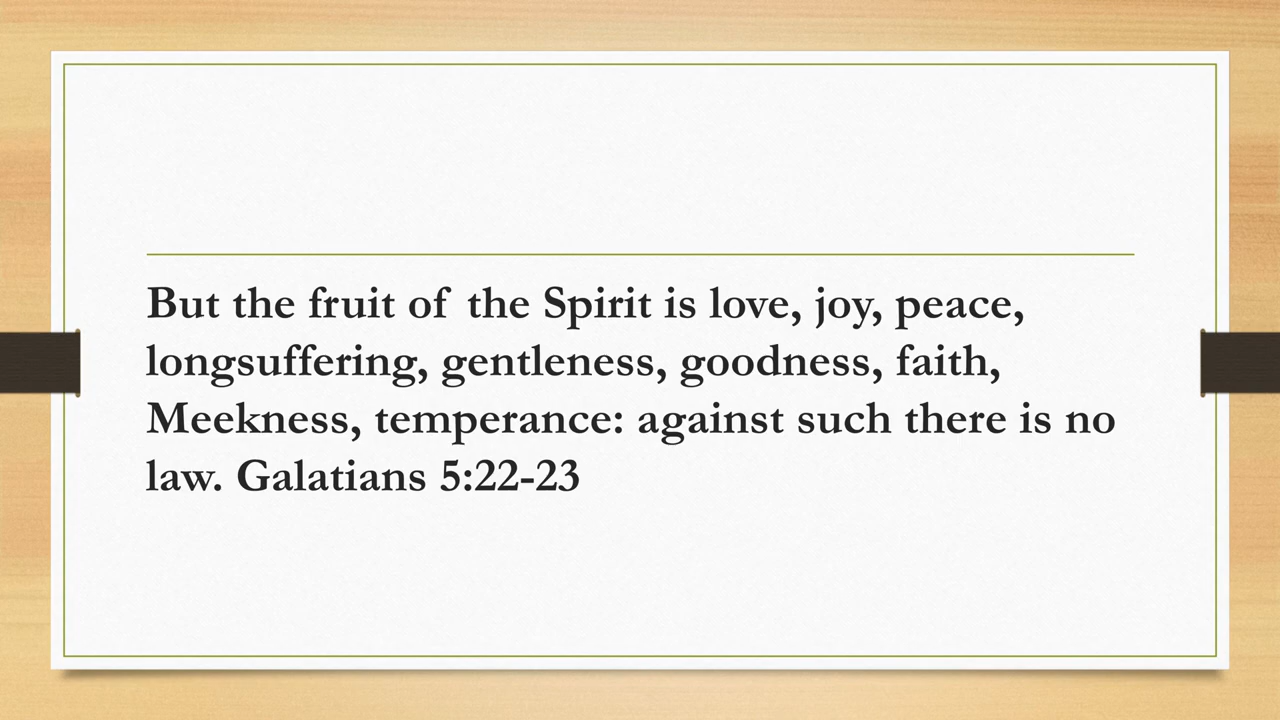 But the fruit of the Spirit is love, joy, peace,
longsuffering, gentleness, goodness, faith,
Meekness, temperance: against such there is no
law. Galatians 5:22-23